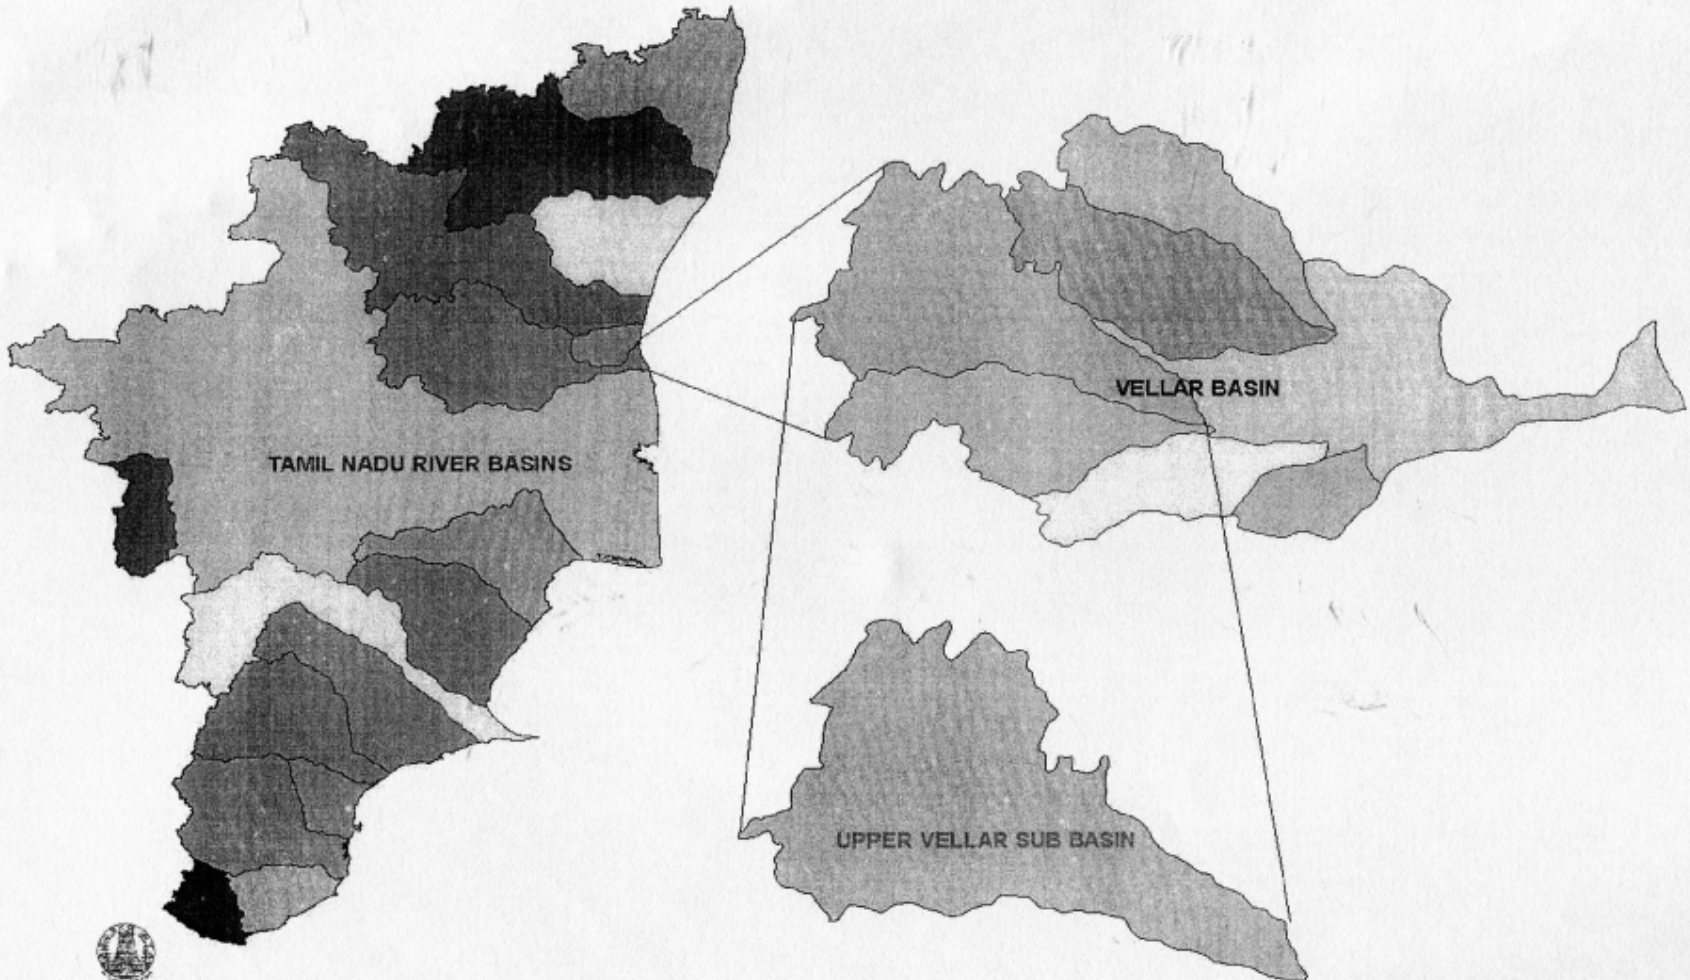 TAMIL NADU RIVER BASINS
VELLAR BASIN
UPPER VELLAR SUB BASIN